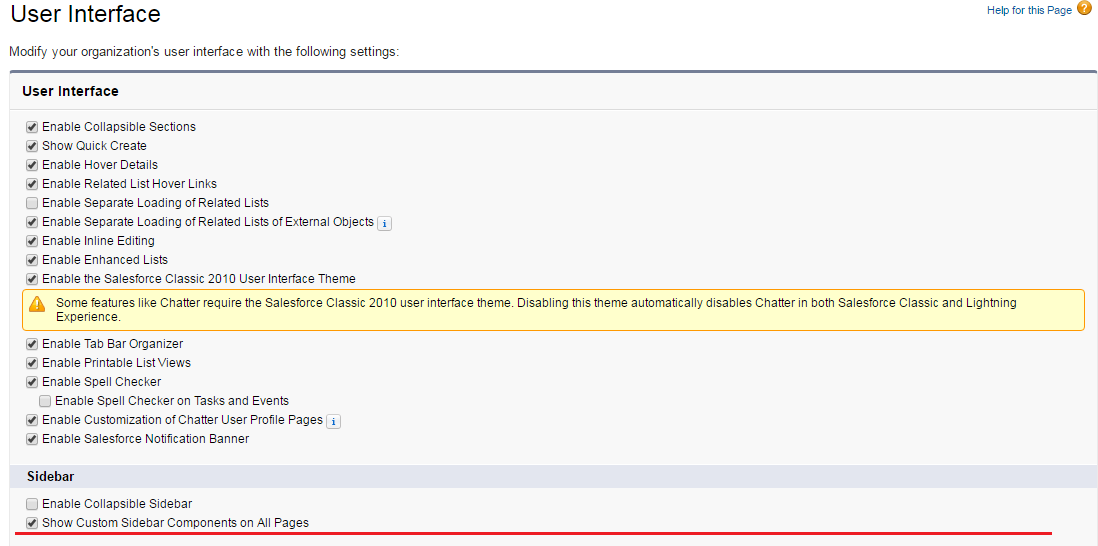 User Interface
Help for this Page ?
Modify your organization's user interface with the following settings:
User Interface
Enable Collapsible Sections
Show Quick Create
Enable Hover Details
Enable Related List Hover Links
Enable Separate Loading of Related Lists
Enable Separate Loading of Related Lists of External Objects i
Enable Inline Editing
Enable Enhanced Lists
Enable the Salesforce Classic 2010 User Interface Theme
Some features like Chatter require the Salesforce Classic 2010 user interface theme. Disabling this theme automatically disables Chatter in both Salesforce Classic and Lightning
Experience.
Enable Tab Bar Organizer
Enable Printable List Views
Enable Spell Checker
Enable Spell Checker on Tasks and Events
Enable Customization of Chatter User Profile Pages i
Enable Salesforce Notification Banner
Sidebar
Enable Collapsible Sidebar
Show Custom Sidebar Components on All Pages